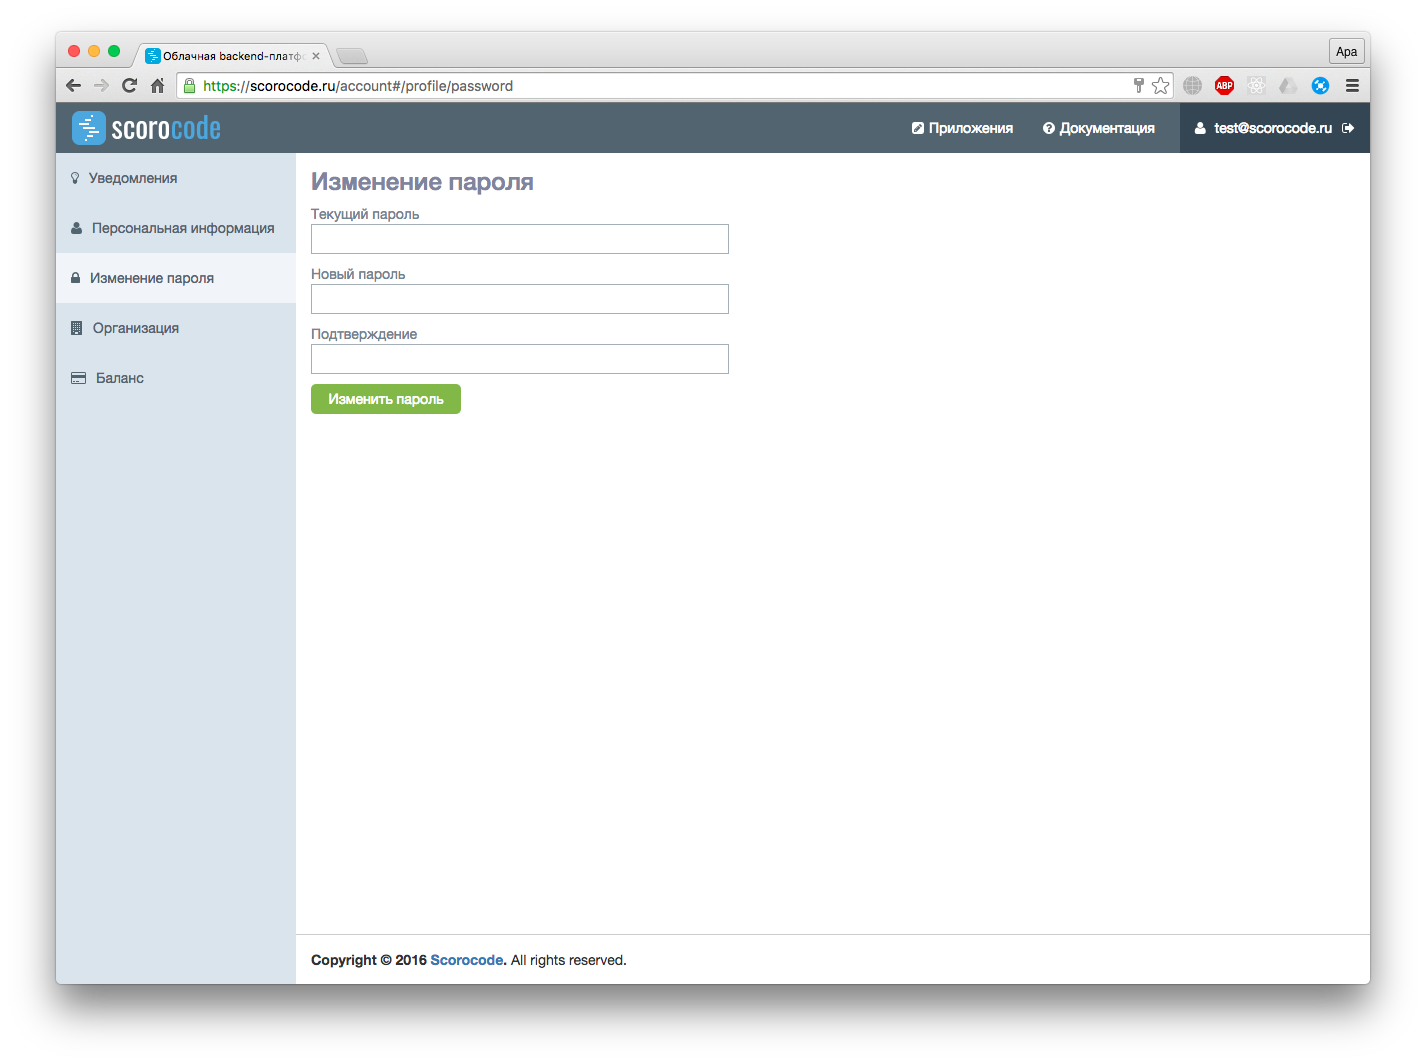 Облачная backend-платф
Ара
https://scorocode.ru/account#/profile/password
ABP
scorocode
Приложения
Документация
test@scorocode.ru
Уведомления
Персональная информация
Изменение пароля
Организация
Баланс
Изменение пароля
Текущий пароль
Новый пароль
Подтверждение
Изменить пароль
Copyright © 2016 Scorocode. All rights reserved.